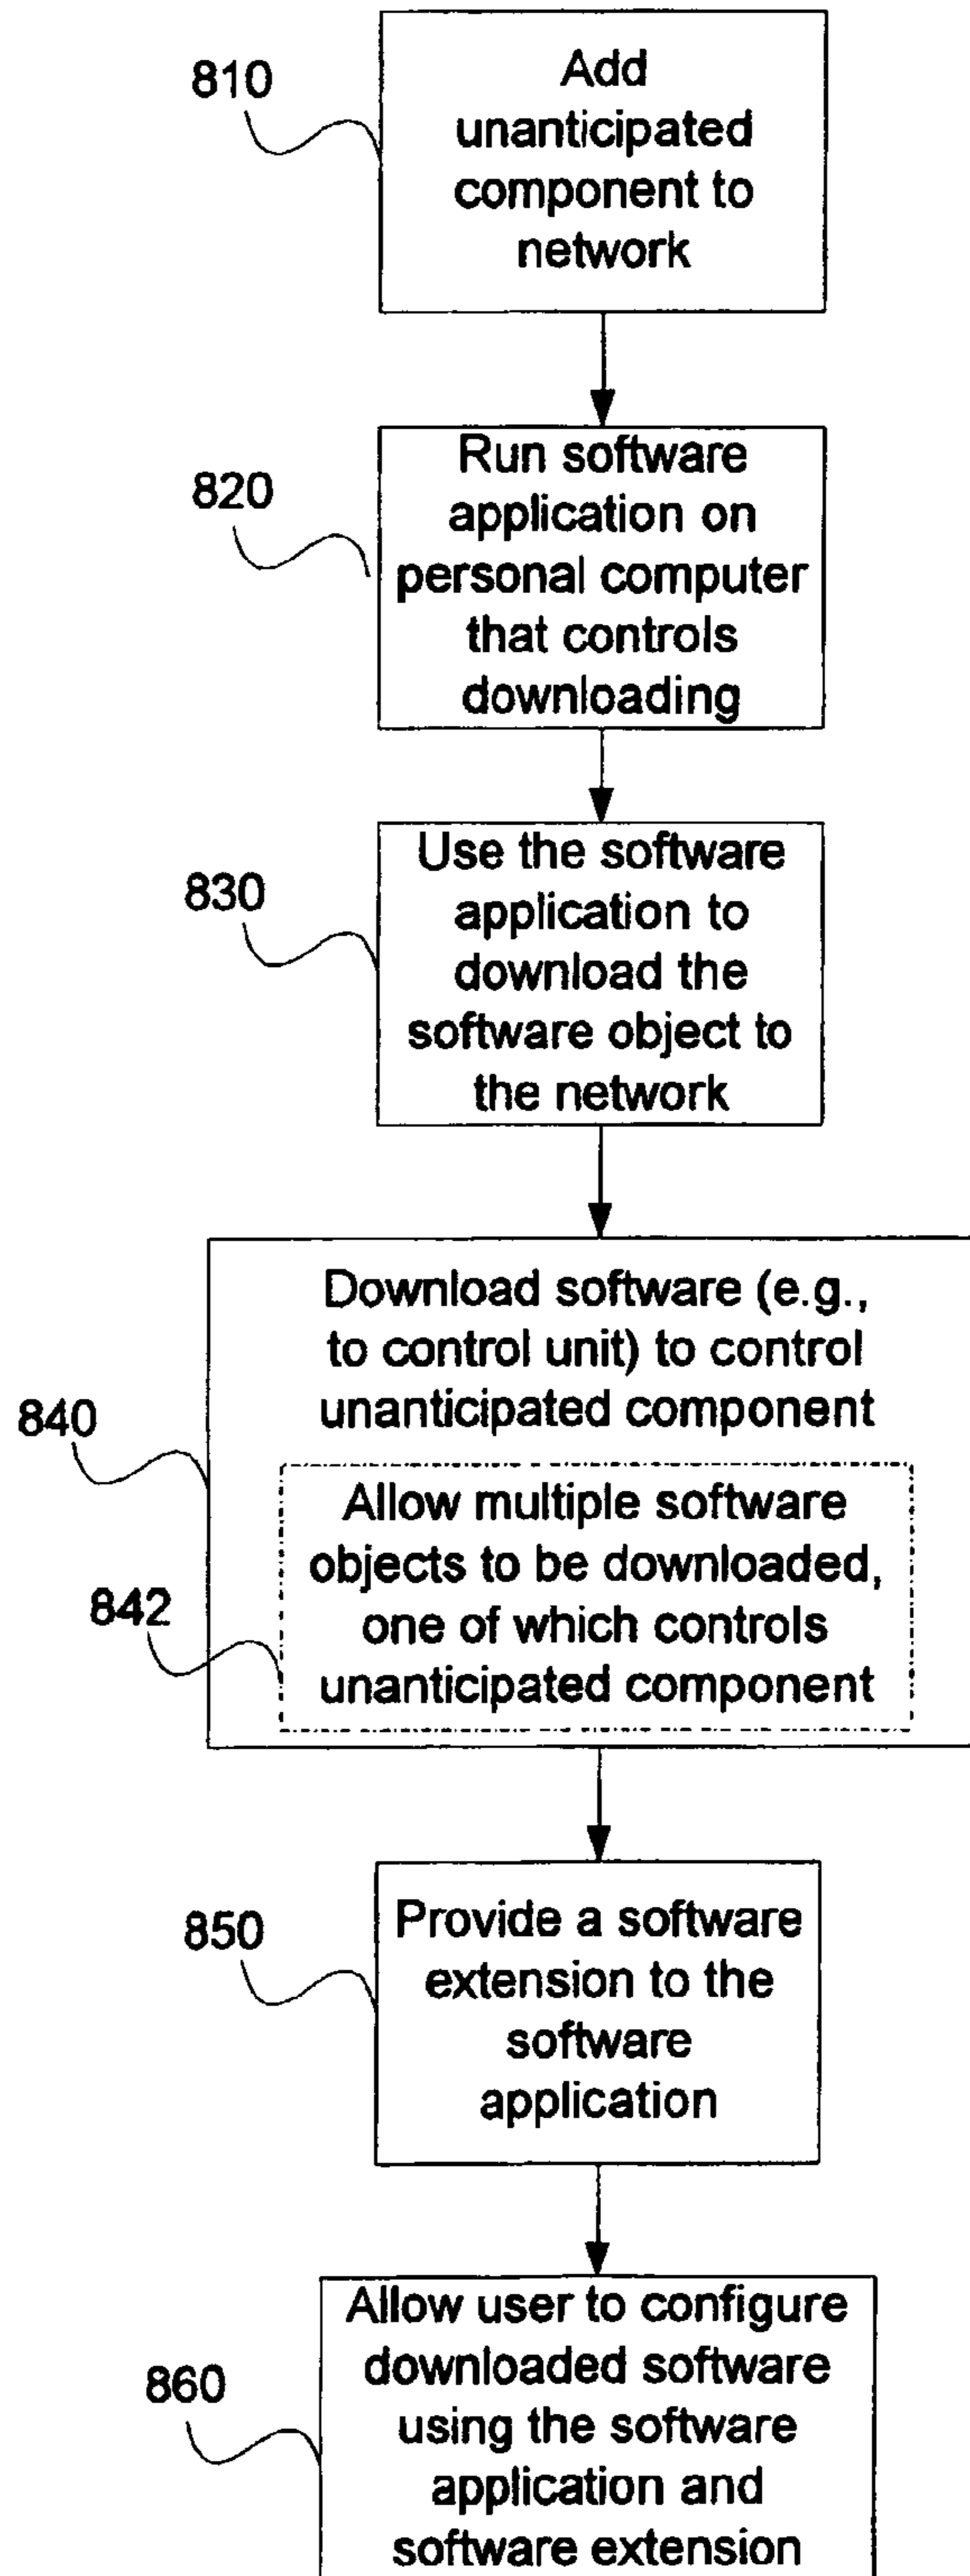 810
Add
unanticipated
component to
network
820
Run software
application on
personal computer
that controls
downloading
830
Use the software
application to
download the
software object to
the network
840
Download software (e.g.,
to control unit) to control
unanticipated component
842
Allow multiple software
objects to be downloaded,
one of which controls
unanticipated component
850
Provide a software
extension to the
software
application
860
Allow user to configure
downloaded software
using the software
application and
software extension